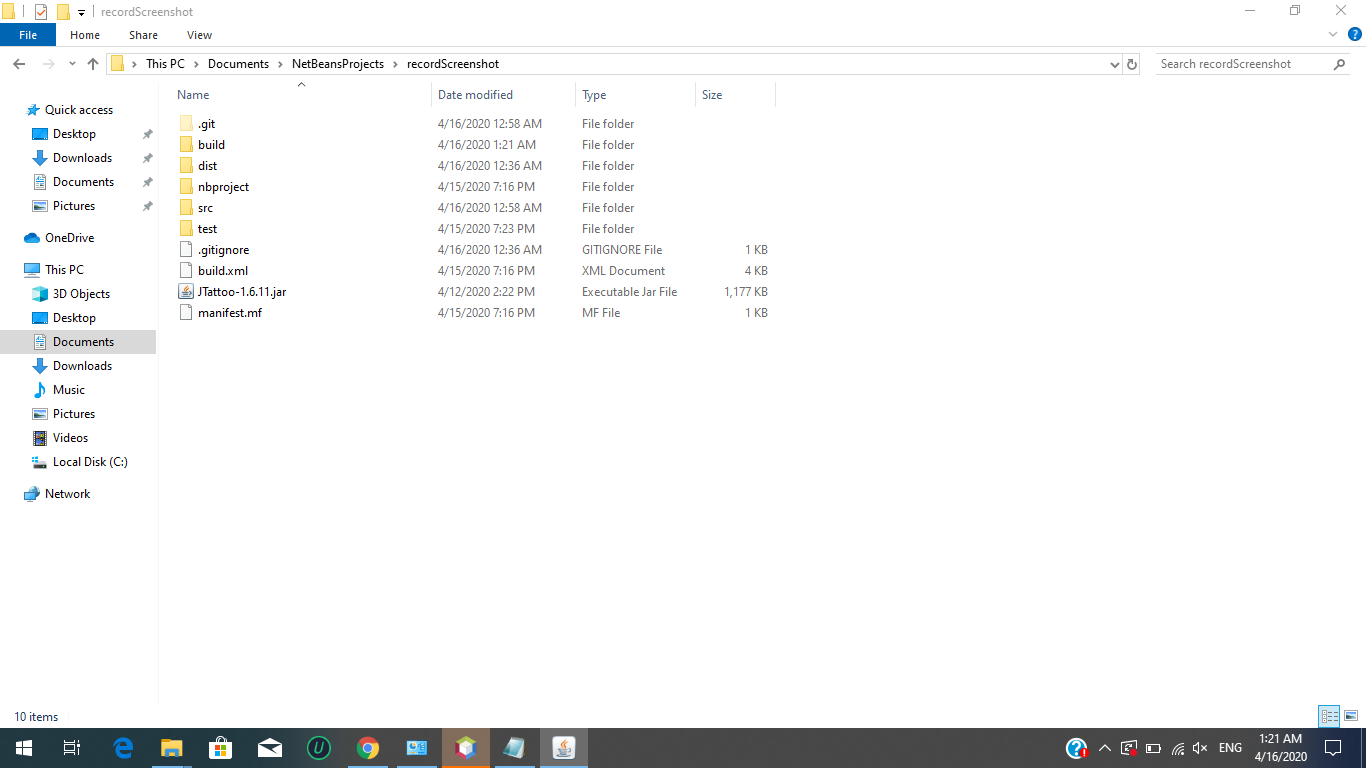 recordScreenshot
File Home Share View
This PC Documents NetBeansProjects recordScreenshot Search recordScreenshot
Name Date modified Type Size
Quick access
Desktop
Downloads
Documents
Pictures
OneDrive
This PC
3D Objects
Desktop
Documents
Downloads
Music
Pictures
Videos
Local Disk (C:)
Network
.git 4/16/2020 12:58 AM File folder
build 4/16/2020 1:21 AM File folder
dist 4/16/2020 12:36 AM File folder
nbproject 4/15/2020 7:16 PM File folder
src 4/16/2020 12:58 AM File folder
test 4/15/2020 7:23 PM File folder
.gitignore 4/16/2020 12:36 AM GITIGNORE File 1 KB
build.xml 4/15/2020 7:16 PM XML Document 4 KB
JTattoo-1.6.11.jar 4/12/2020 2:22 PM Executable Jar File 1,177 KB
manifest.mf 4/15/2020 7:16 PM MF File 1 KB
10 items
ENG
1:21 AM
4/16/2020